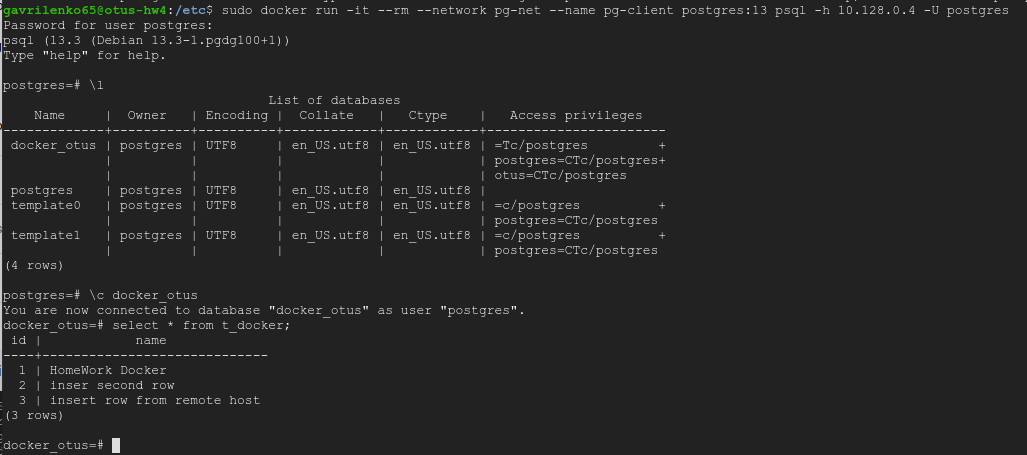 gavrilenko65@otus-hw4:/etc$ sudo docker run -it --rm --network pg-net --name pg-client postgres:13 psql -h 10.128.0.4 -U postgres
Password for user postgres:
psql (13.3 (Debian 13.3-1.pgdg100+1))
Type "help" for help.

postgres=# \l
                                   List of databases
    Name      |  Owner   | Encoding |  Collate   |   Ctype    |   Access privileges
--------------+----------+----------+------------+------------+-----------------------
 docker_otus  | postgres | UTF8     | en_US.utf8 | en_US.utf8 | =Tc/postgres         +
              |          |          |            |            | postgres=CTc/postgres+
              |          |          |            |            | otus=CTc/postgres
 postgres     | postgres | UTF8     | en_US.utf8 | en_US.utf8 |
 template0    | postgres | UTF8     | en_US.utf8 | en_US.utf8 | =c/postgres          +
              |          |          |            |            | postgres=CTc/postgres
 template1    | postgres | UTF8     | en_US.utf8 | en_US.utf8 | =c/postgres          +
              |          |          |            |            | postgres=CTc/postgres
(4 rows)

postgres=# \c docker_otus
You are now connected to database "docker_otus" as user "postgres".
docker_otus=# select * from t_docker;
 id |            name
----+----------------------------
  1 | HomeWork Docker
  2 | inser second row
  3 | insert row from remote host
(3 rows)

docker_otus=#